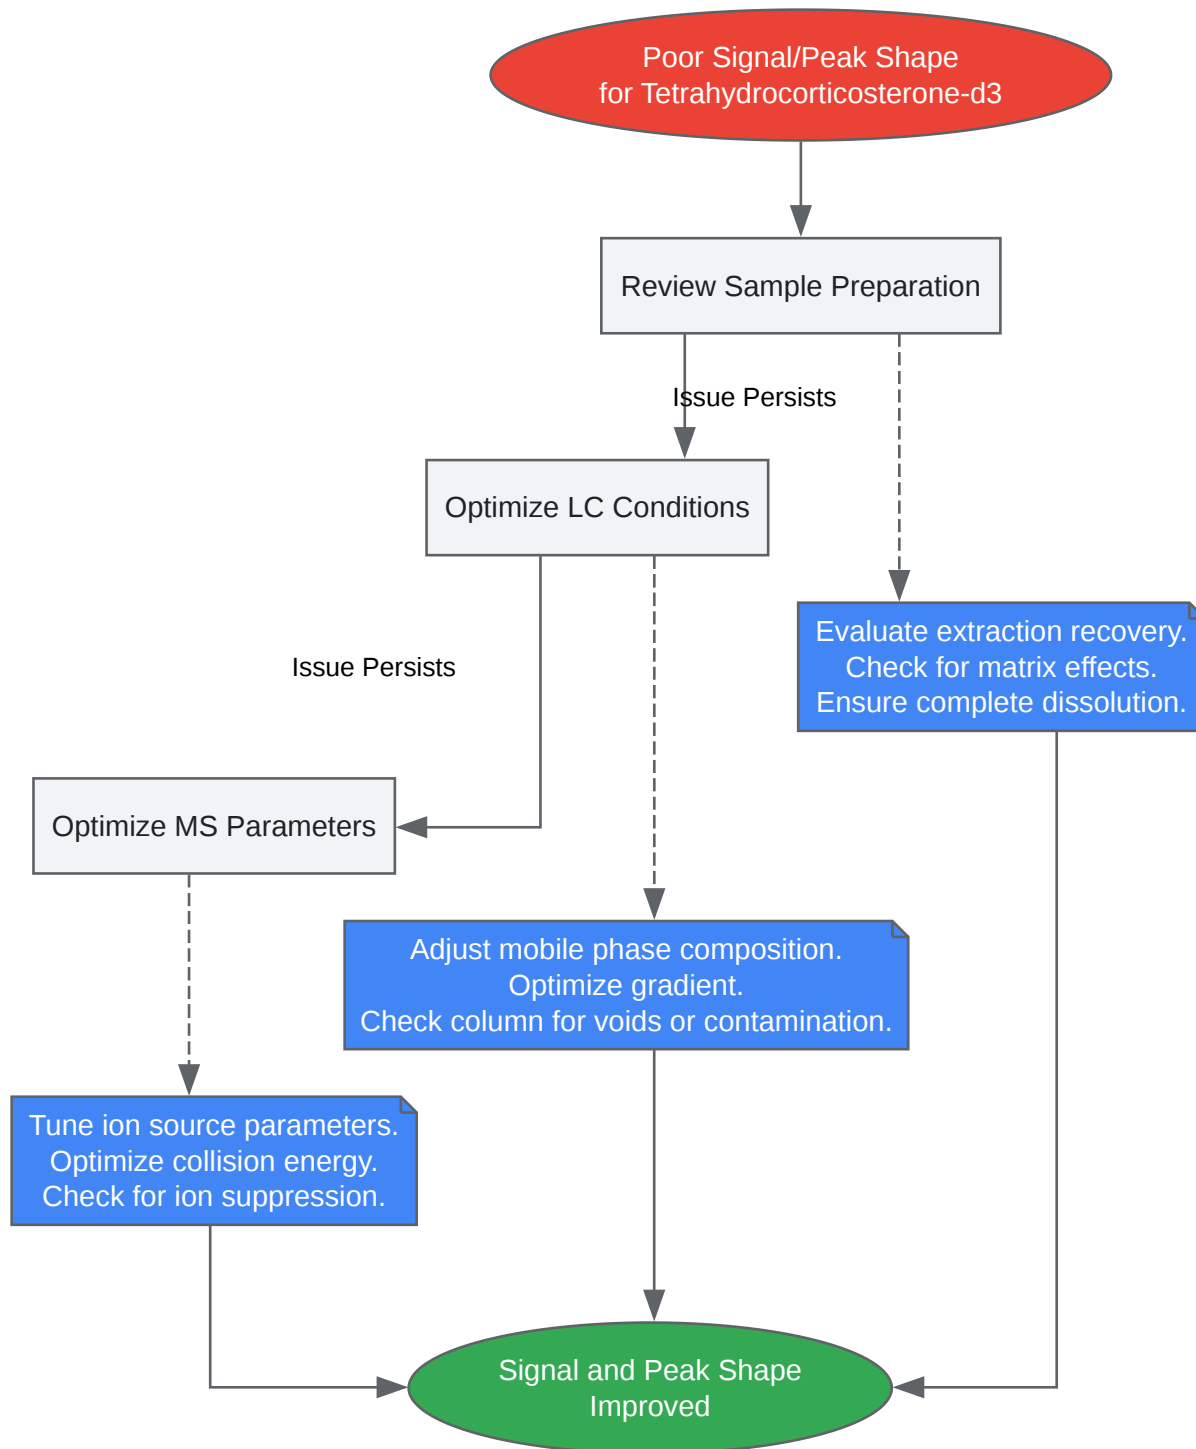 Poor Signal/Peak Shape
for Tetrahydrocorticosterone-d3
Review Sample Preparation
Issue Persists
Optimize LC Conditions
Evaluate extraction recovery.
Check for matrix effects.
Ensure complete dissolution.
Issue Persists
Optimize MS Parameters
Adjust mobile phase composition.
Optimize gradient.
Check column for voids or contamination.
Tune ion source parameters.
Optimize collision energy.
Check for ion suppression.
Signal and Peak Shape
Improved